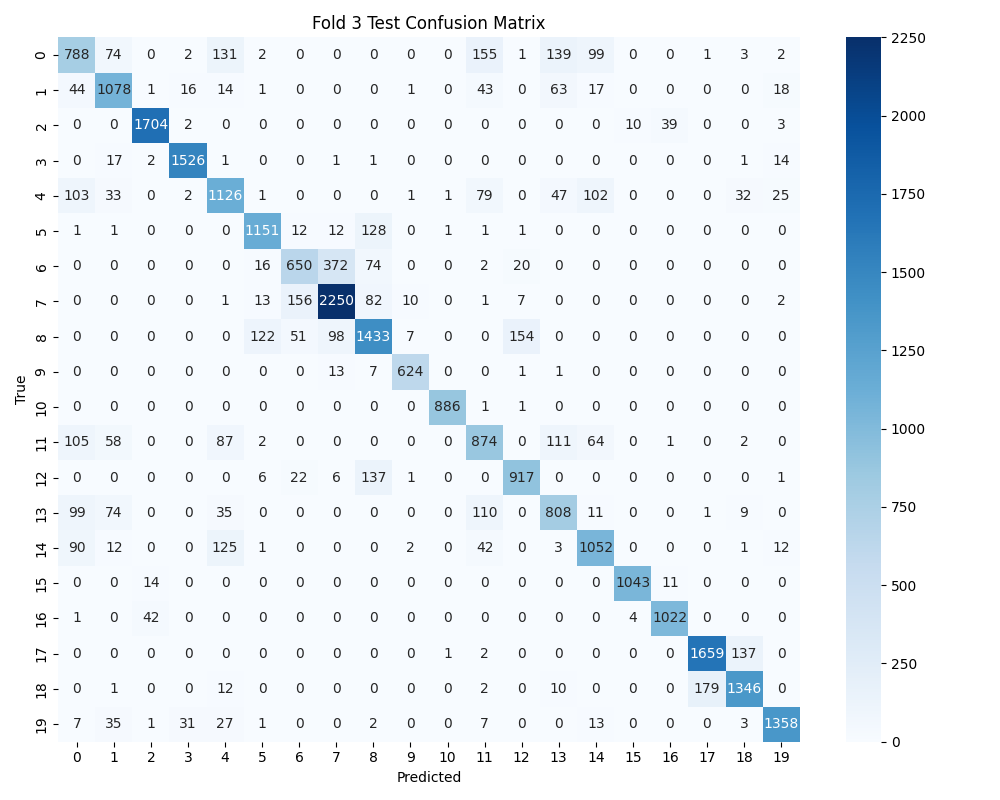 Fold 3 Test Confusion Matrix
0 788 74 0 2 131 2 0 0 0 0 0 155 1 139 99 0 0 1 3 2
1 44 1078 1 16 14 1 0 0 0 1 0 43 0 63 17 0 0 0 0 18
2 0 0 1704 2 0 0 0 0 0 0 0 0 0 0 0 10 39 0 0 3
3 0 17 2 1526 1 0 0 1 1 0 0 0 0 0 0 0 0 0 1 14
4 103 33 0 2 1126 1 0 0 0 1 1 79 0 47 102 0 0 0 32 25
5 1 1 0 0 0 1151 12 12 128 0 1 1 1 0 0 0 0 0 0 0
6 0 0 0 0 0 16 650 372 74 0 0 2 20 0 0 0 0 0 0 0
7 0 0 0 0 1 13 156 2250 82 10 0 1 7 0 0 0 0 0 0 2
8 0 0 0 0 0 122 51 98 1433 7 0 0 154 0 0 0 0 0 0 0
9 0 0 0 0 0 0 0 13 7 624 0 0 1 1 0 0 0 0 0 0
10 0 0 0 0 0 0 0 0 0 0 886 1 1 0 0 0 0 0 0 0
11 105 58 0 0 87 2 0 0 0 0 0 874 0 111 64 0 1 0 2 0
12 0 0 0 0 0 6 22 6 137 1 0 0 917 0 0 0 0 0 0 1
13 99 74 0 0 35 0 0 0 0 0 0 110 0 808 11 0 0 1 9 0
14 90 12 0 0 125 1 0 0 0 2 0 42 0 3 1052 0 0 0 1 12
15 0 0 14 0 0 0 0 0 0 0 0 0 0 0 0 1043 11 0 0 0
16 1 0 42 0 0 0 0 0 0 0 0 0 0 0 0 4 1022 0 0 0
17 0 0 0 0 0 0 0 0 0 0 1 2 0 0 0 0 0 1659 137 0
18 0 1 0 0 12 0 0 0 0 0 0 2 0 10 0 0 0 179 1346 0
19 7 35 1 31 27 1 0 0 2 0 0 7 0 0 13 0 0 0 3 1358
0 1 2 3 4 5 6 7 8 9 10 11 12 13 14 15 16 17 18 19
Predicted
True
2250
2000
1750
1500
1250
1000
750
500
250
0